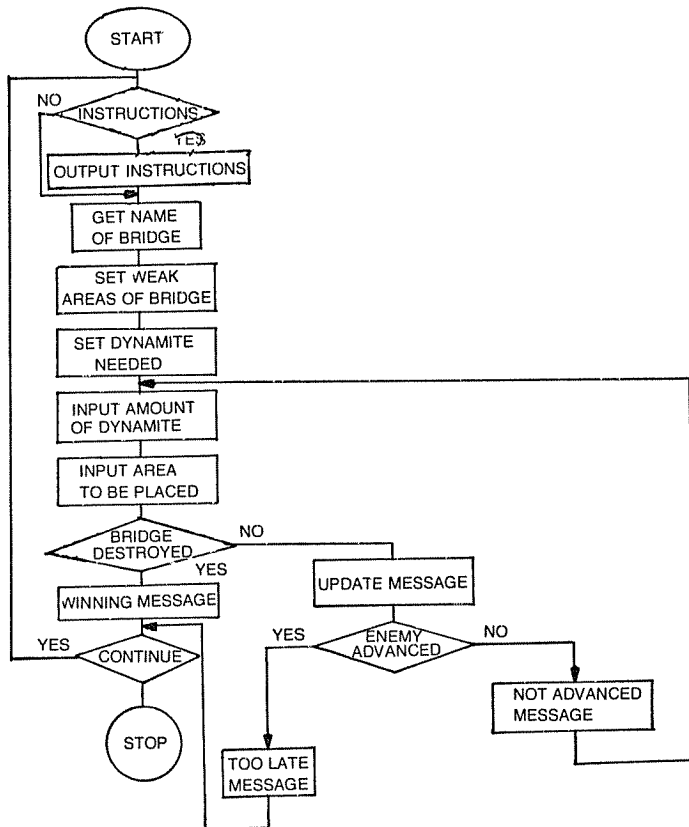 START
NO
INSTRUCTIONS
YES
OUTPUT INSTRUCTIONS
GET NAME
OF BRIDGE
SET WEAK
AREAS OF BRIDGE
SET DYNAMITE
NEEDED
INPUT AMOUNT
OF DYNAMITE
INPUT AREA
TO BE PLACED
BRIDGE
DESTROYED
NO
YES
UPDATE MESSAGE
WINNING MESSAGE
YES
ENEMY
ADVANCED
NO
YES
CONTINUE
NOT ADVANCED
MESSAGE
STOP
TOO LATE
MESSAGE